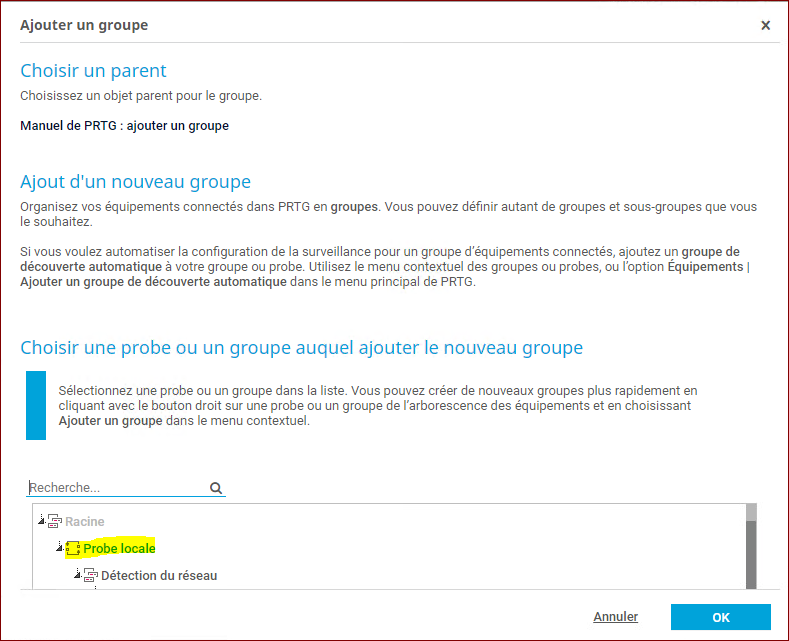 Ajouter un groupe
Choisir un parent
Choisissez un objet parent pour le groupe.
Manuel de PRTG : ajouter un groupe
Ajout d'un nouveau groupe
Organisez vos équipements connectés dans PRTG en groupes. Vous pouvez définir autant de groupes et sous-groupes que vous
le souhaitez.
Si vous voulez automatiser la configuration de la surveillance pour un groupe d'équipements connectés, ajoutez un groupe de
découverte automatique à votre groupe ou probe. Utilisez le menu contextuel des groupes ou probes, ou l'option Équipements |
Ajouter un groupe de découverte automatique dans le menu principal de PRTG.
Choisir une probe ou un groupe auquel ajouter le nouveau groupe
Sélectionnez une probe ou un groupe dans la liste. Vous pouvez créer de nouveaux groupes plus rapidement en
cliquant avec le bouton droit sur une probe ou un groupe de l'arborescence des équipements et en choisissant
Ajouter un groupe dans le menu contextuel.
Recherche...
Racine
Probe locale
Détection du réseau
Annuler
OK